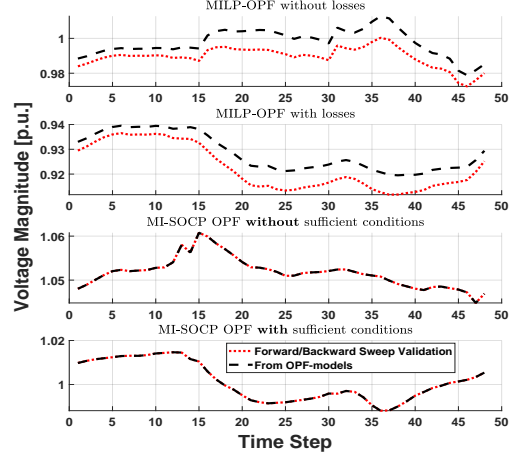 MILP-OPF without losses
1
0.98
0 5 10 15 20 25 30 35 40 45 50
MILP-OPF with losses
0.94
0.93
0.92
0 5 10 15 20 25 30 35 40 45 50
MI-SOCP OPF without sufficient conditions
1.06
1.05
0 5 10 15 20 25 30 35 40 45 50
MI-SOCP OPF with sufficient conditions
1.02
1
Forward/Backward Sweep Validation
From OPF-models
0 5 10 15 20 25 30 35 40 45 50
Time Step
Voltage Magnitude [p.u.]